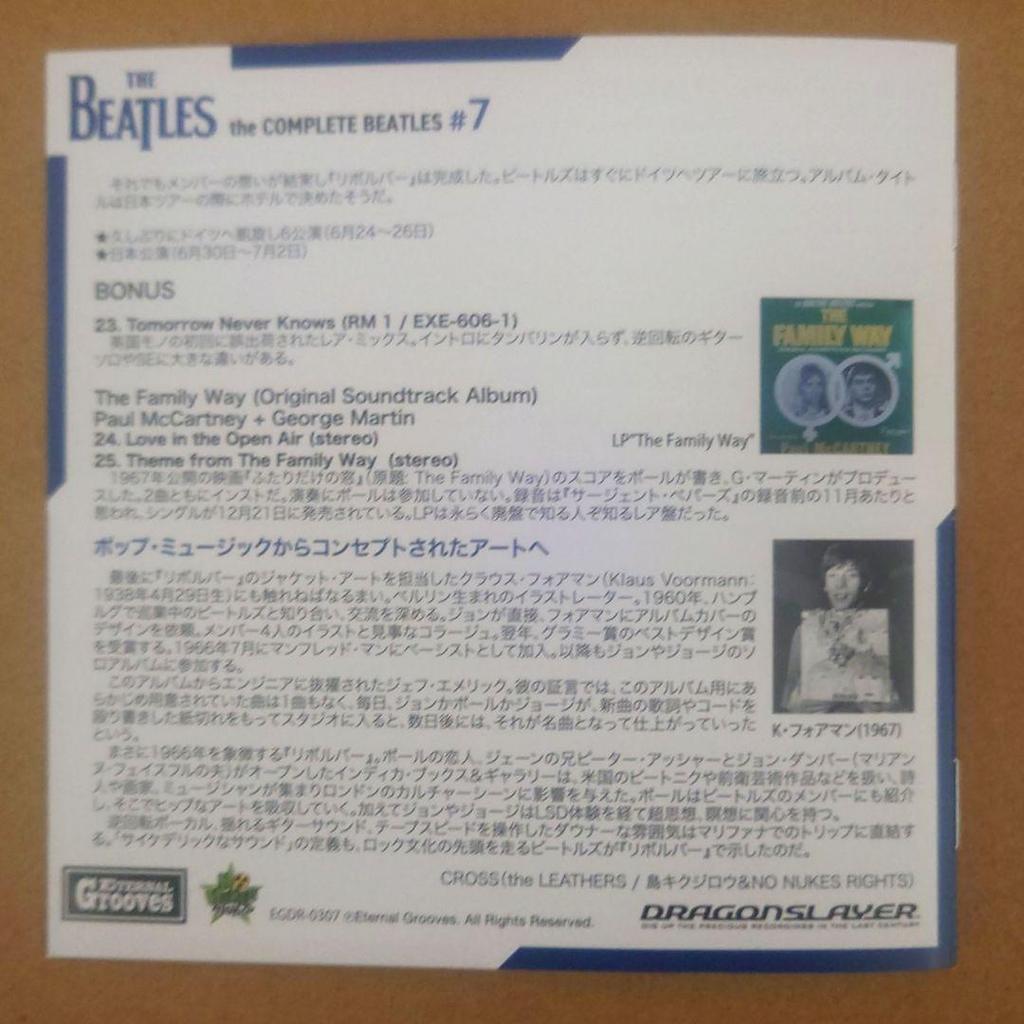 THE
BEATLES the COMPLETE BEATLES #7
それでもメンバーの想いが結実し『リボルバー』は完成した。ビートルズはすぐにドイツへツアーに旅立つ。アルバム・タイト
ルは日本ツアーの際にホテルで決めたそうだ。
★久しぶりにドイツへ凱旋し6公演(6月24〜26日)
★日本公演(6月30日〜7月2日)
BONUS
23. Tomorrow Never Knows (RM 1 / EXE-606-1)
英国モノの初回に誤出荷されたレア・ミックス。イントロにタンバリンが入らず、逆回転のギター
ソロやSEに大きな違いがある。
THE
FAMILY WAY
PAUL McCARTNEY
The Family Way (Original Soundtrack Album)
Paul McCartney + George Martin
24. Love in the Open Air (stereo)
LP"The Family Way"
25. Theme from The Family Way (stereo)
1967年公開の映画『ふたりだけの窓』(原題: The Family Way)のスコアをポールが書き、G・マーティンがプロデュー
スした。2曲ともにインストだ。演奏にポールは参加していない。録音は『サージェント・ペパーズ』の録音前の11月あたりと
思われ、シングルが12月21日に発売されている。LPは永らく廃盤で知る人ぞ知るレア盤だった。
ポップ・ミュージックからコンセプトされたアートへ
最後に『リボルバー』のジャケット・アートを担当したクラウス・フォアマン(Klaus Voormann:
1938年4月29日生)にも触れねばなるまい。ベルリン生まれのイラストレーター。1960年、ハンブ
ルグで巡業中のビートルズと知り合い、交流を深める。ジョンが直接、フォアマンにアルバムカバーの
デザインを依頼。メンバー4人のイラストと見事なコラージュ。翌年、グラミー賞のベストデザイン賞
を受賞する。1966年7月にマンフレッド・マンにベーシストとして加入。以降もジョンやジョージのソ
ロアルバムに参加する。
このアルバムからエンジニアに抜擢されたジェフ・エメリック。彼の証言では、このアルバム用にあ
らかじめ用意されていた曲は1曲もなく、毎日、ジョンかポールかジョージが、新曲の歌詞やコードを
殴り書きした紙切れをもってスタジオに入ると、数日後には、それが名曲となって仕上がっていった
という。
K・フォアマン(1967)
まさに1966年を象徴する『リボルバー』。ポールの恋人、ジェーンの兄ピーター・アッシャーとジョン・ダンバー(マリアン
ヌ・フェイスフルの夫)がオープンしたインディカ・ブックス&ギャラリーは、米国のビートニクや前衛芸術作品などを扱い、詩
人や画家、ミュージシャンが集まりロンドンのカルチャーシーンに影響を与えた。ポールはビートルズのメンバーにも紹介
し、そこでヒップなアートを吸収していく。加えてジョンやジョージはLSD体験を経て超思想、瞑想に関心を持つ。
逆回転ボーカル、揺れるギターサウンド、テープスピードを操作したダウナーな雰囲気はマリファナでのトリップに直結す
る。「サイケデリックなサウンド」の定義も、ロック文化の先頭を走るビートルズが『リボルバー』で示したのだ。
CROSS(the LEATHERS / 島キクジロウ&NO NUKES RIGHTS)
ETERNAL
Grooves
EGDR-0307 ©Eternal Grooves. All Rights Reserved.
DRAGONSLAYER
DIG UP THE PRECIOUS RECORDINGS IN THE LAST CENTURY